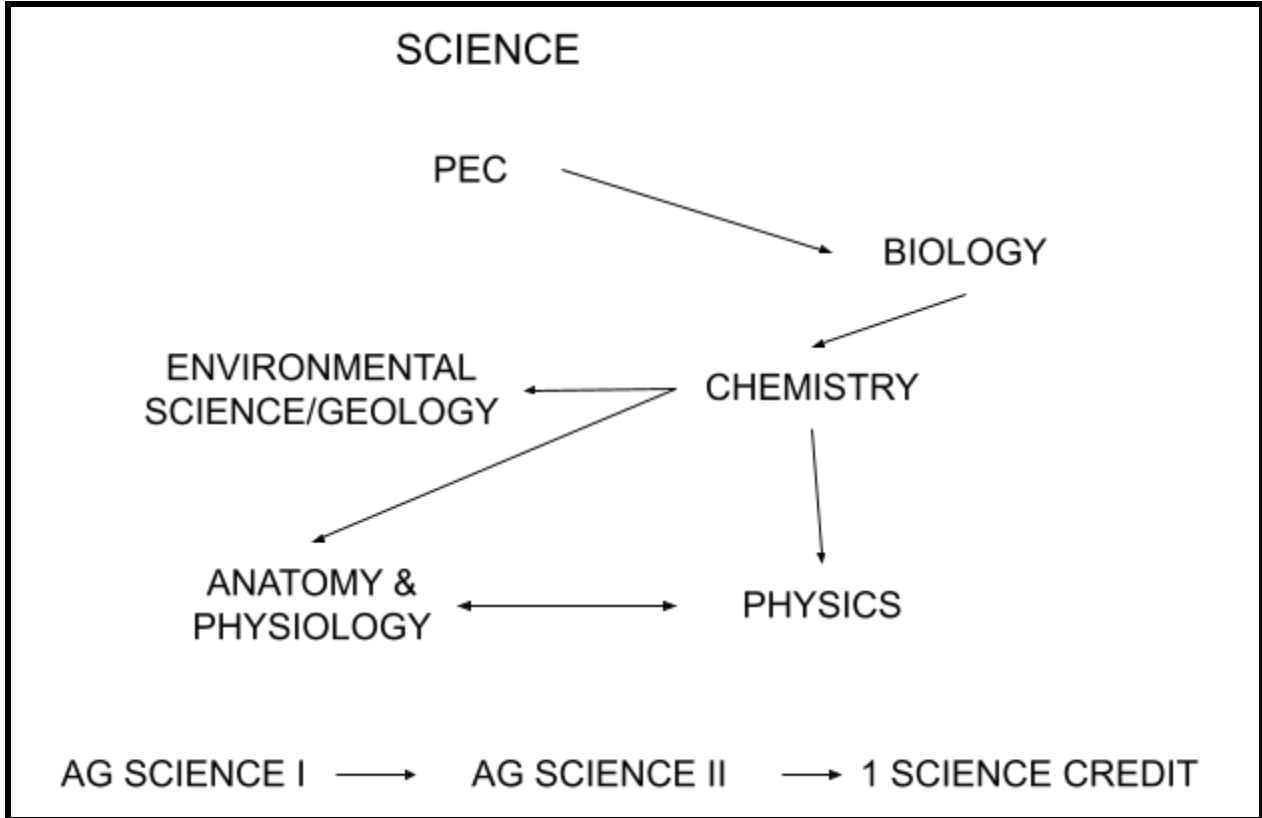 SCIENCE
PEC
BIOLOGY
ENVIRONMENTAL
SCIENCE/GEOLOGY
CHEMISTRY
ANATOMY &
PHYSIOLOGY
PHYSICS
AG SCIENCE I
AG SCIENCE II
1 SCIENCE CREDIT